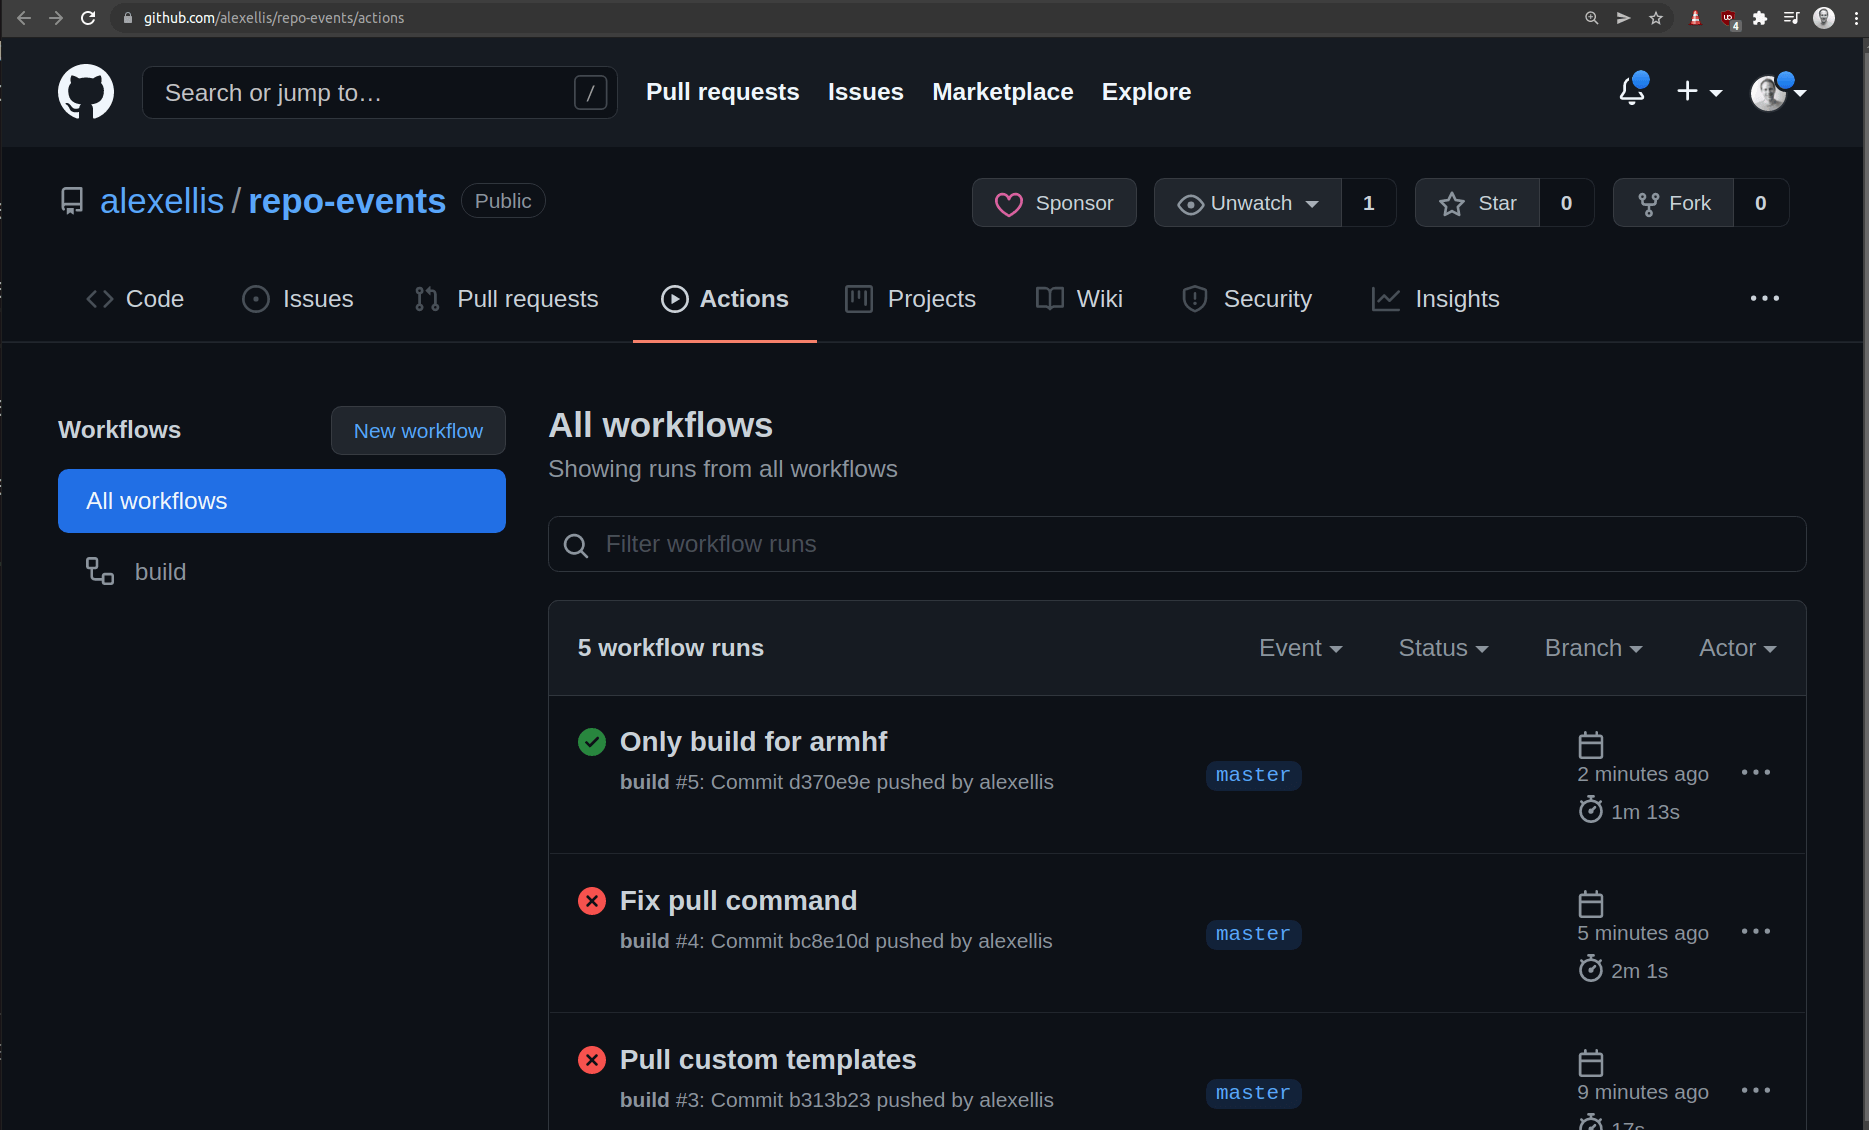 github.com/alexellis/repo-events/actions
4
Search or jump to… /
Pull requests Issues Marketplace Explore
alexellis / repo-events Public
Sponsor Unwatch 1 Star 0 Fork 0
Code Issues Pull requests Actions Projects Wiki Security Insights
Workflows New workflow
All workflows
build
All workflows
Showing runs from all workflows
Filter workflow runs
5 workflow runs Event Status Branch Actor
Only build for armhf
build #5: Commit d370e9e pushed by alexellis
master
2 minutes ago
1m 13s
Fix pull command
build #4: Commit bc8e10d pushed by alexellis
master
5 minutes ago
2m 1s
Pull custom templates
build #3: Commit b313b23 pushed by alexellis
master
9 minutes ago
17s